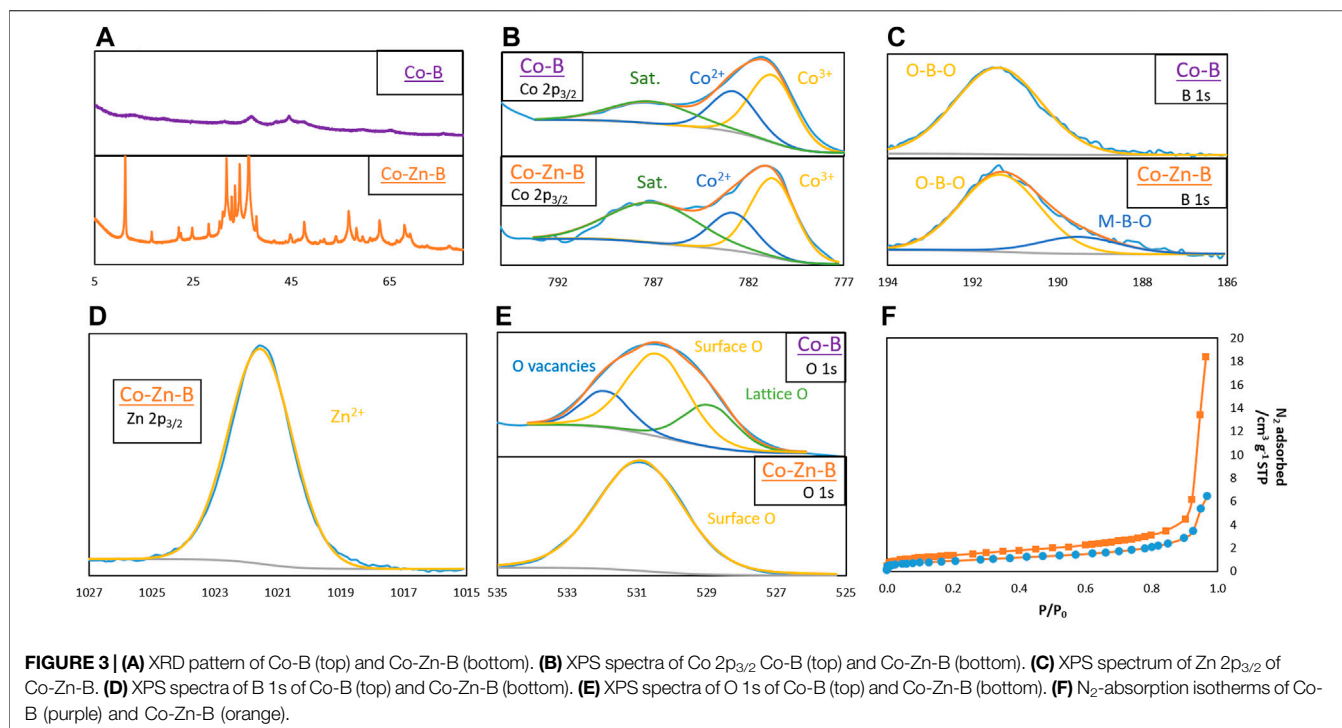 A
Co-B
Co-Zn-B
5 25 45 65
B
Co-B
Co 2p3/2
Sat.
Co2+
Co3+
Co-Zn-B
Co 2p3/2
Sat.
Co2+
Co3+
792 787 782 777
C
O-B-O
Co-B
B 1s
O-B-O
Co-Zn-B
B 1s
M-B-O
194 192 190 188 186
D
Co-Zn-B
Zn 2p3/2
Zn2+
1027 1025 1023 1021 1019 1017 1015
E
O vacancies
Surface O
Co-B
O 1s
Lattice O
Co-Zn-B
O 1s
Surface O
535 533 531 529 527 525
F
20
18
16
14
12
10
8
6
4
2
0
N2 adsorbed
/cm3 g-1 STP
0.0 0.2 0.4 0.6 0.8 1.0
P/P0
FIGURE 3 | (A) XRD pattern of Co-B (top) and Co-Zn-B (bottom). (B) XPS spectra of Co 2p3/2 Co-B (top) and Co-Zn-B (bottom). (C) XPS spectrum of Zn 2p3/2 of
Co-Zn-B. (D) XPS spectra of B 1s of Co-B (top) and Co-Zn-B (bottom). (E) XPS spectra of O 1s of Co-B (top) and Co-Zn-B (bottom). (F) N2-absorption isotherms of Co-
B (purple) and Co-Zn-B (orange).